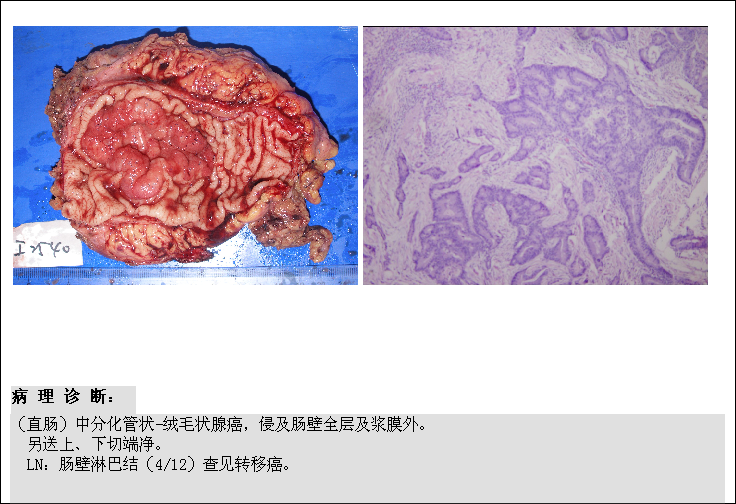 病 理 诊 断:
(直肠)中分化管状-绒毛状腺癌，侵及肠壁全层及浆膜外。
另送上、下切端净。
LN：肠壁淋巴结（4/12）查见转移癌。